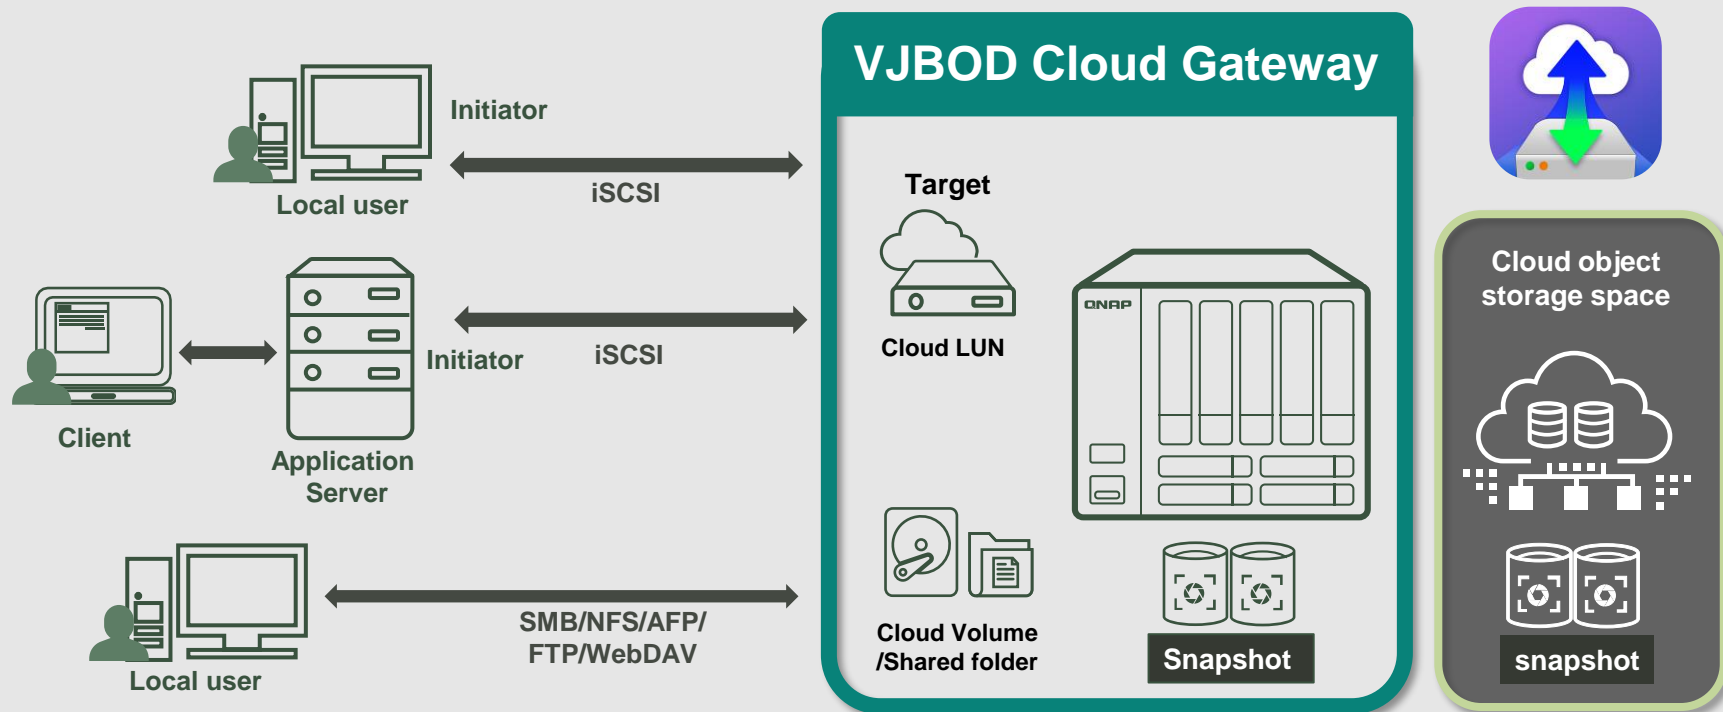 VJBOD Cloud Gateway
Initiator
iSCSI
Local user
Initiator
iSCSI
Client
Application
Server
SMB/NFS/AFP/
FTP/WebDAV
Local user
Target
Cloud LUN
QNAP
Cloud Volume
/Shared folder
Snapshot
Cloud object
storage space
snapshot